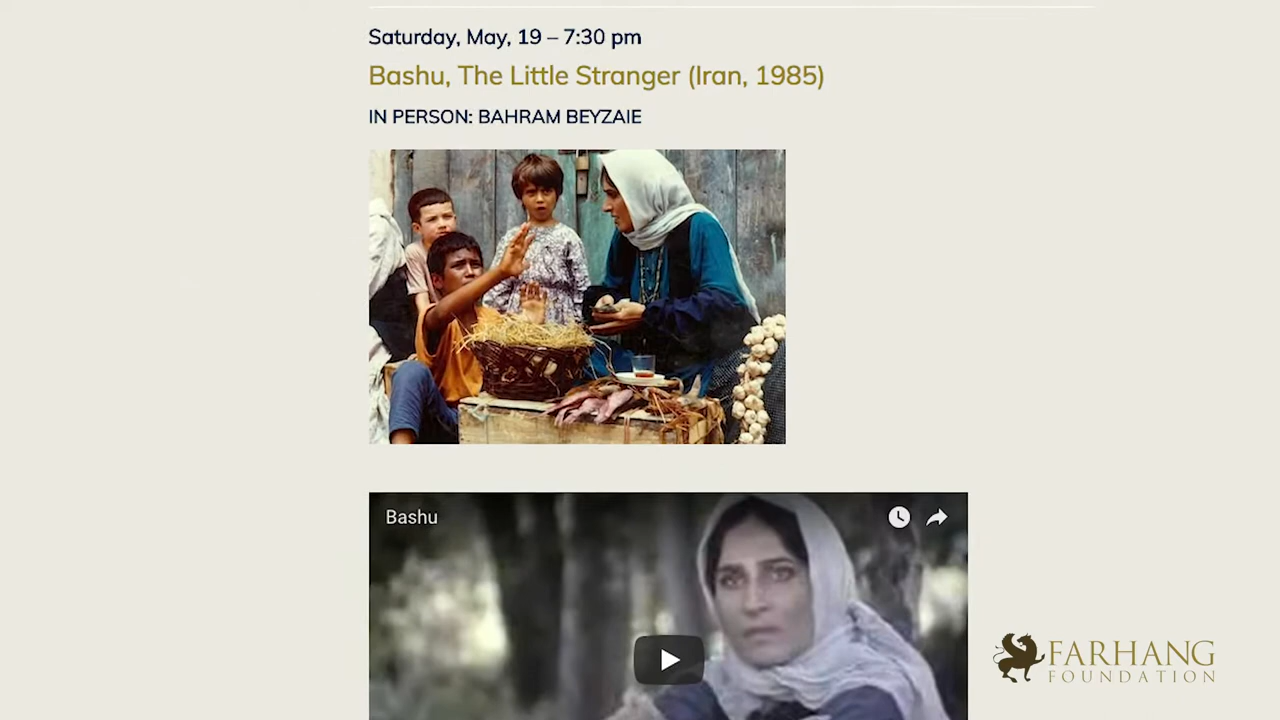 Saturday, May, 19 – 7:30 pm
Bashu, The Little Stranger (Iran, 1985)
IN PERSON: BAHRAM BEYZAIE
Bashu
FARHANG
FOUNDATION